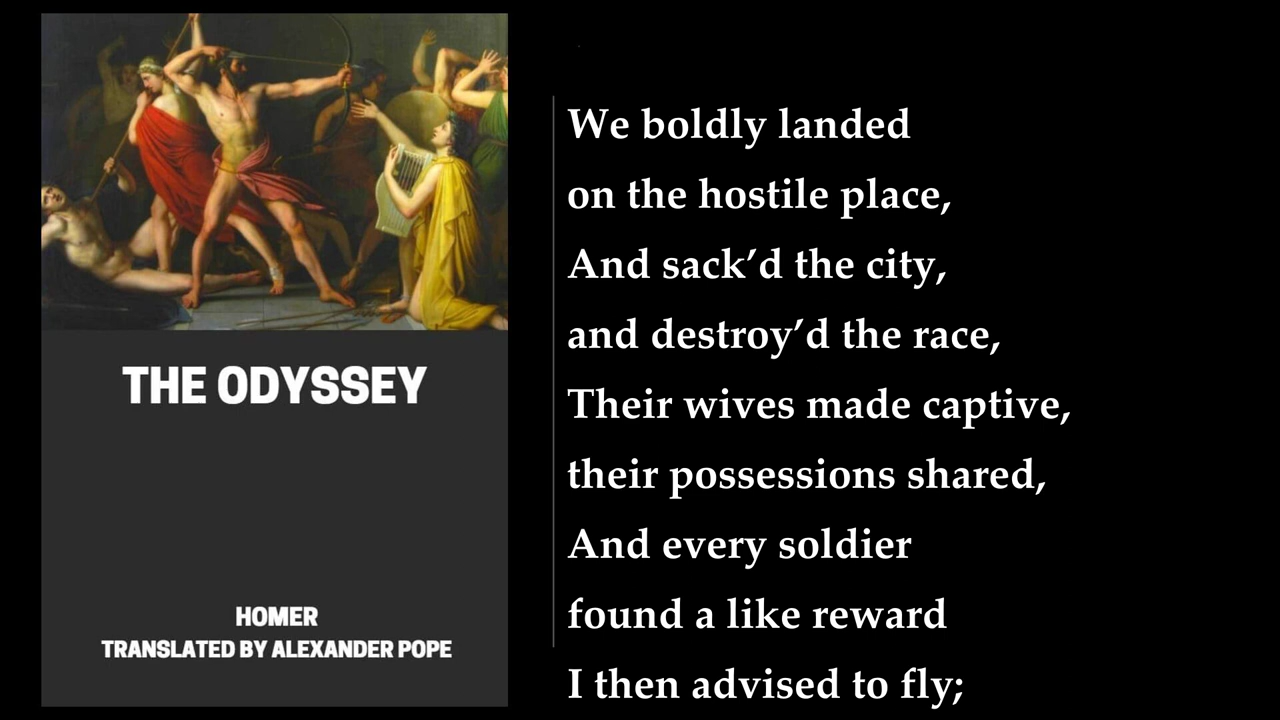 THE ODYSSEY
HOMER
TRANSLATED BY ALEXANDER POPE
We boldly landed
on the hostile place,
And sack’d the city,
and destroy’d the race,
Their wives made captive,
their possessions shared,
And every soldier
found a like reward
I then advised to fly;